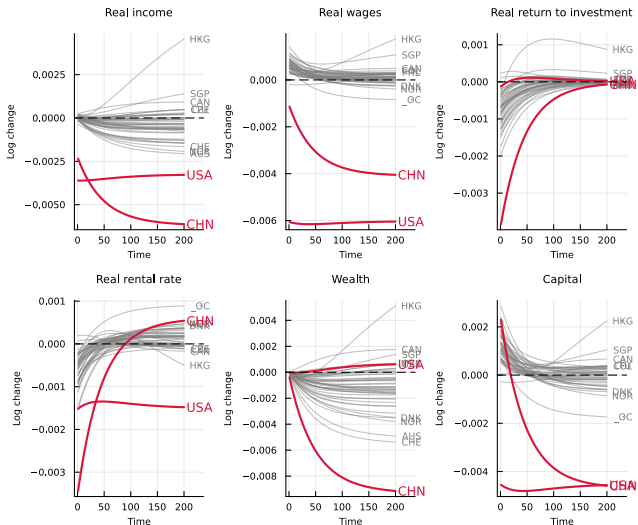 Real income
HKG
0.0025
SGP
CAN
0.0000
Log change
CHE
AUS
−0.0025
USA
−0.0050
CHN
0 50 100 150 200
Time
Real wages
HKG
SGP
0.000
DNK
NOR
_OC
Log change
−0.002
−0.004
CHN
−0.006
USA
0 50 100 150 200
Time
Real return to investment
0.001
HKG
SGP
0.000
USA
CHN
Log change
−0.001
−0.002
−0.003
0 50 100 150 200
Time
Real rental rate
0.001
_OC
CHN
DNK
0.000
CAN
HKG
Log change
−0.001
USA
−0.002
−0.003
0 50 100 150 200
Time
Wealth
HKG
0.004
CAN
0.002
SGP
USA
0.000
Log change
−0.002
−0.004
DNK
NOR
AUS
CHE
−0.006
−0.008
CHN
0 50 100 150 200
Time
Capital
HKG
0.002
SGP
CAN
0.000
DNK
NOR
_OC
Log change
−0.002
−0.004
USA
CHN
0 50 100 150 200
Time